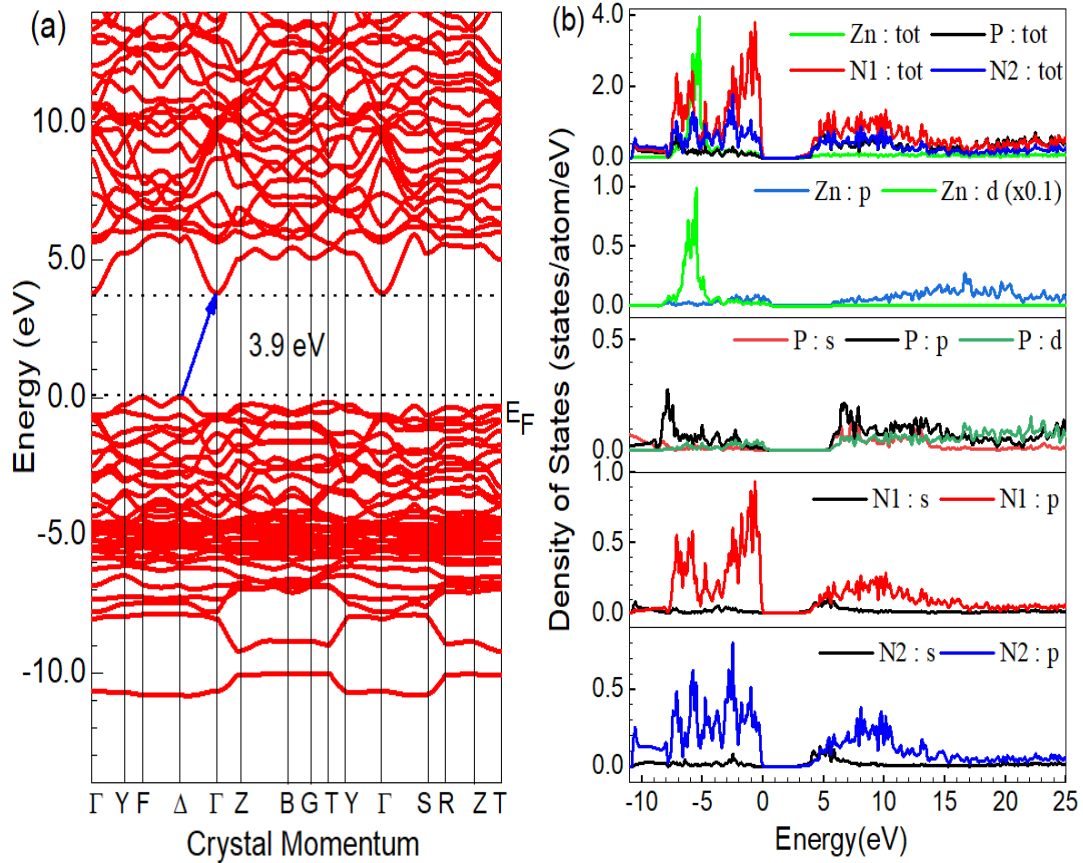 (a)
Energy (eV)
10.0
5.0
0.0
-5.0
-10.0
3.9 eV
E_F
Γ Y F Δ Γ Z B G T Y Γ S R Z T
Crystal Momentum
(b)
Density of States (states/atom/eV)
4.0
2.0
0.0
Zn : tot P : tot
N1 : tot N2 : tot
1.0
0.5
0.0
Zn : p Zn : d (x0.1)
0.5
0.0
P : s P : p P : d
1.0
0.5
0.0
N1 : s N1 : p
0.5
0.0
N2 : s N2 : p
-10 -5 0 5 10 15 20 25
Energy(eV)